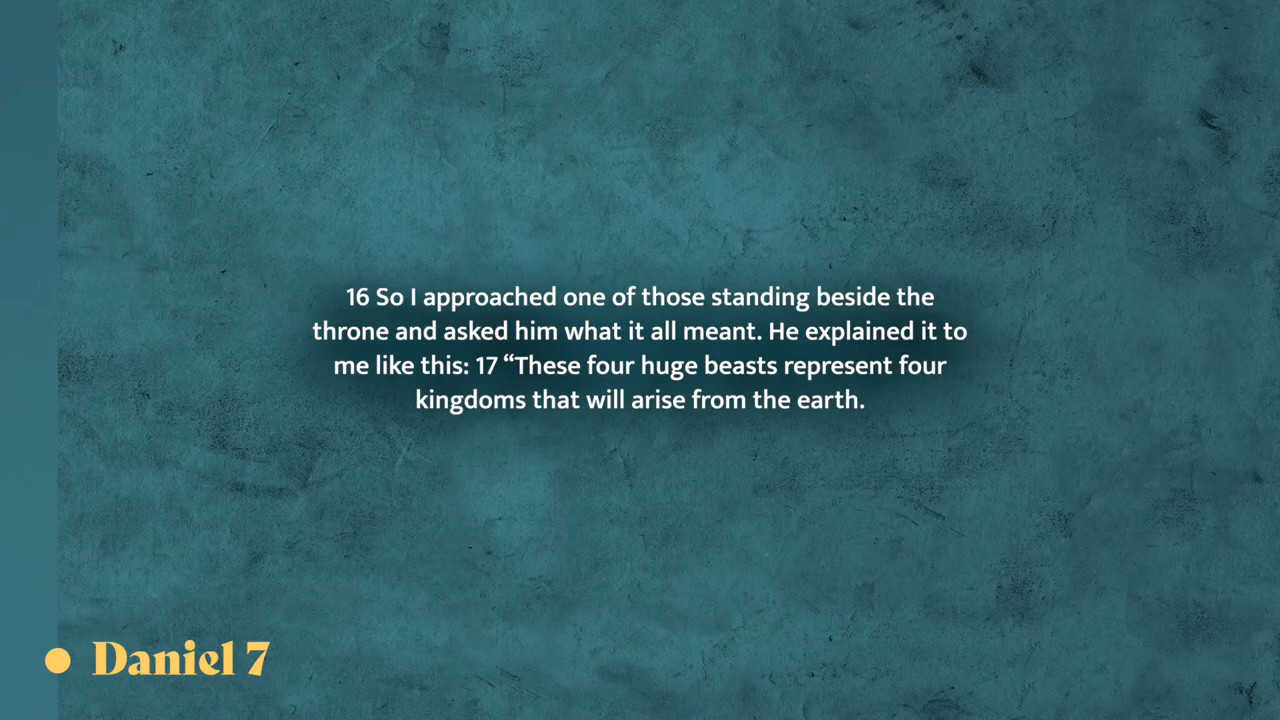 16 So I approached one of those standing beside the
throne and asked him what it all meant. He explained it to
me like this: 17 “These four huge beasts represent four
kingdoms that will arise from the earth.
Daniel 7